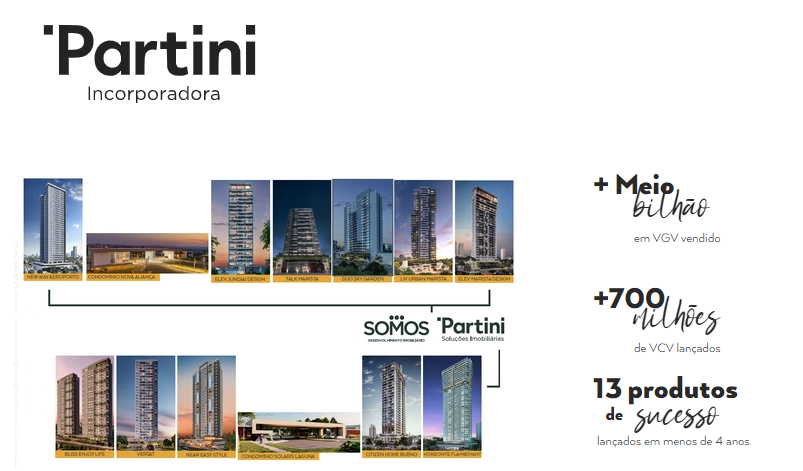 Partini
Incorporadora
NEW WAY AEROPORTO
CONDOMÍNIO NOVA ALIANÇA
ELEV JUNDIAÍ DESIGN
TALK MARISTA
DUO SKY GARDEN
LIV URBAN MARISTA
ELEV MARISTA DESIGN
SOMOS
DESENVOLVIMENTO IMOBILIÁRIO
Partini
Soluções Imobiliárias
BLISS ENJOY LIFE
VERSAT
NEAR EASY STYLE
CONDOMÍNIO SOLARIS LAGUNA
CITIZEN HOME BUENO
HORIZONTE FLAMBOYANT
+ Meio
bilhão
em VGV vendido
+700
milhões
de VCV lançados
13 produtos
de sucesso
lançados em menos de 4 anos